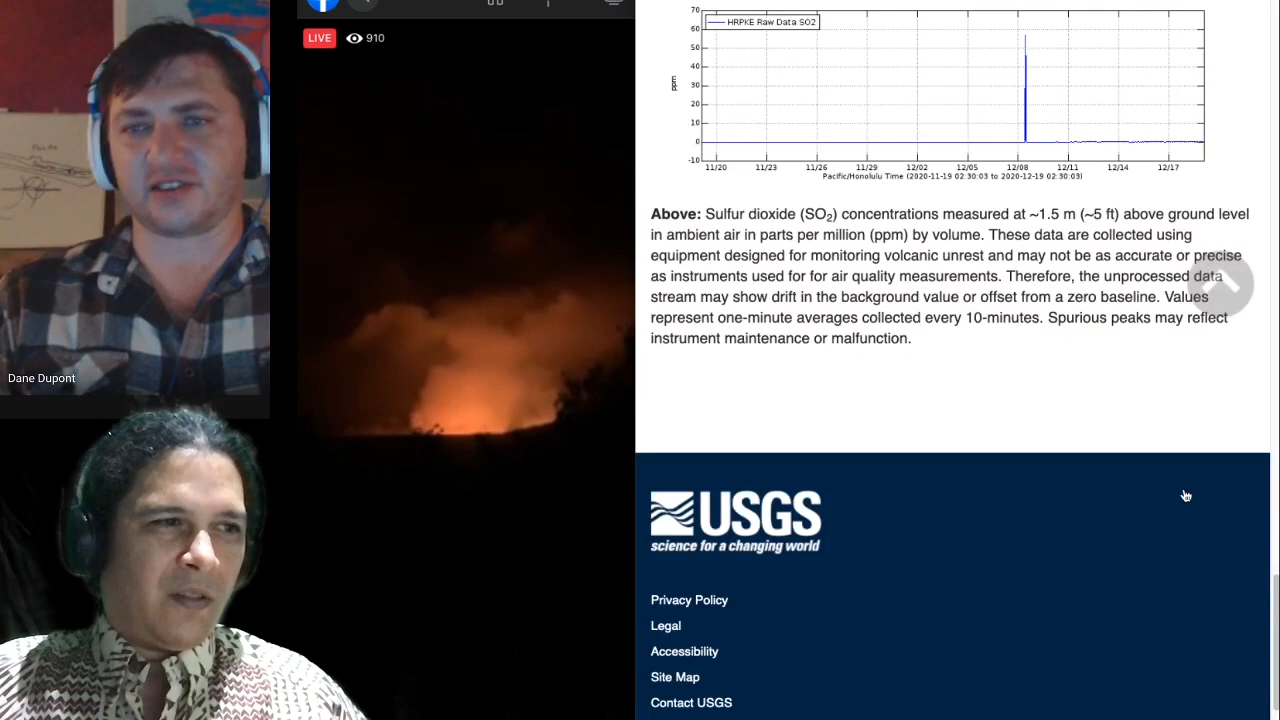 LIVE
910
70
HRPKE Raw Data SO2
60
50
40
ppm
30
20
10
0
-10
11/20 11/23 11/26 11/29 12/02 12/05 12/08 12/11 12/14 12/17
Pacific/Honolulu Time (2020-11-19 02:30:03 to 2020-12-19 02:30:03)
Above: Sulfur dioxide (SO₂) concentrations measured at ~1.5 m (~5 ft) above ground level
in ambient air in parts per million (ppm) by volume. These data are collected using
equipment designed for monitoring volcanic unrest and may not be as accurate or precise
as instruments used for for air quality measurements. Therefore, the unprocessed data
stream may show drift in the background value or offset from a zero baseline. Values
represent one-minute averages collected every 10-minutes. Spurious peaks may reflect
instrument maintenance or malfunction.
Dane Dupont
USGS
science for a changing world
Privacy Policy
Legal
Accessibility
Site Map
Contact USGS